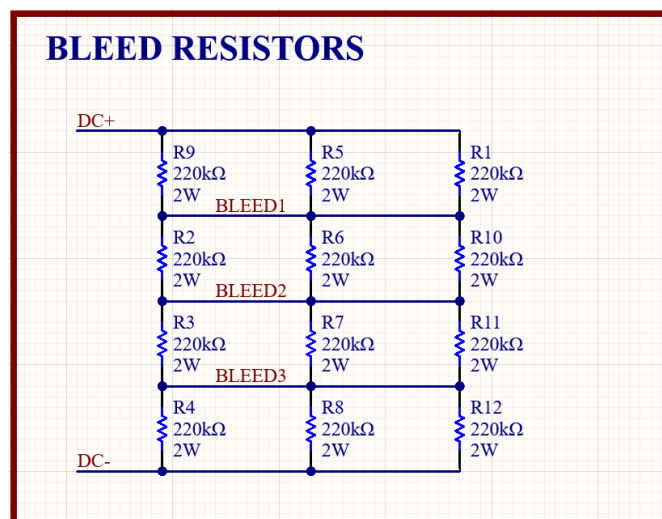 BLEED RESISTORS
DC+
R9 R5 R1
220kΩ 220kΩ 220kΩ
2W 2W 2W
BLEED1
R2 R6 R10
220kΩ 220kΩ 220kΩ
2W 2W 2W
BLEED2
R3 R7 R11
220kΩ 220kΩ 220kΩ
2W 2W 2W
BLEED3
R4 R8 R12
220kΩ 220kΩ 220kΩ
2W 2W 2W
DC-